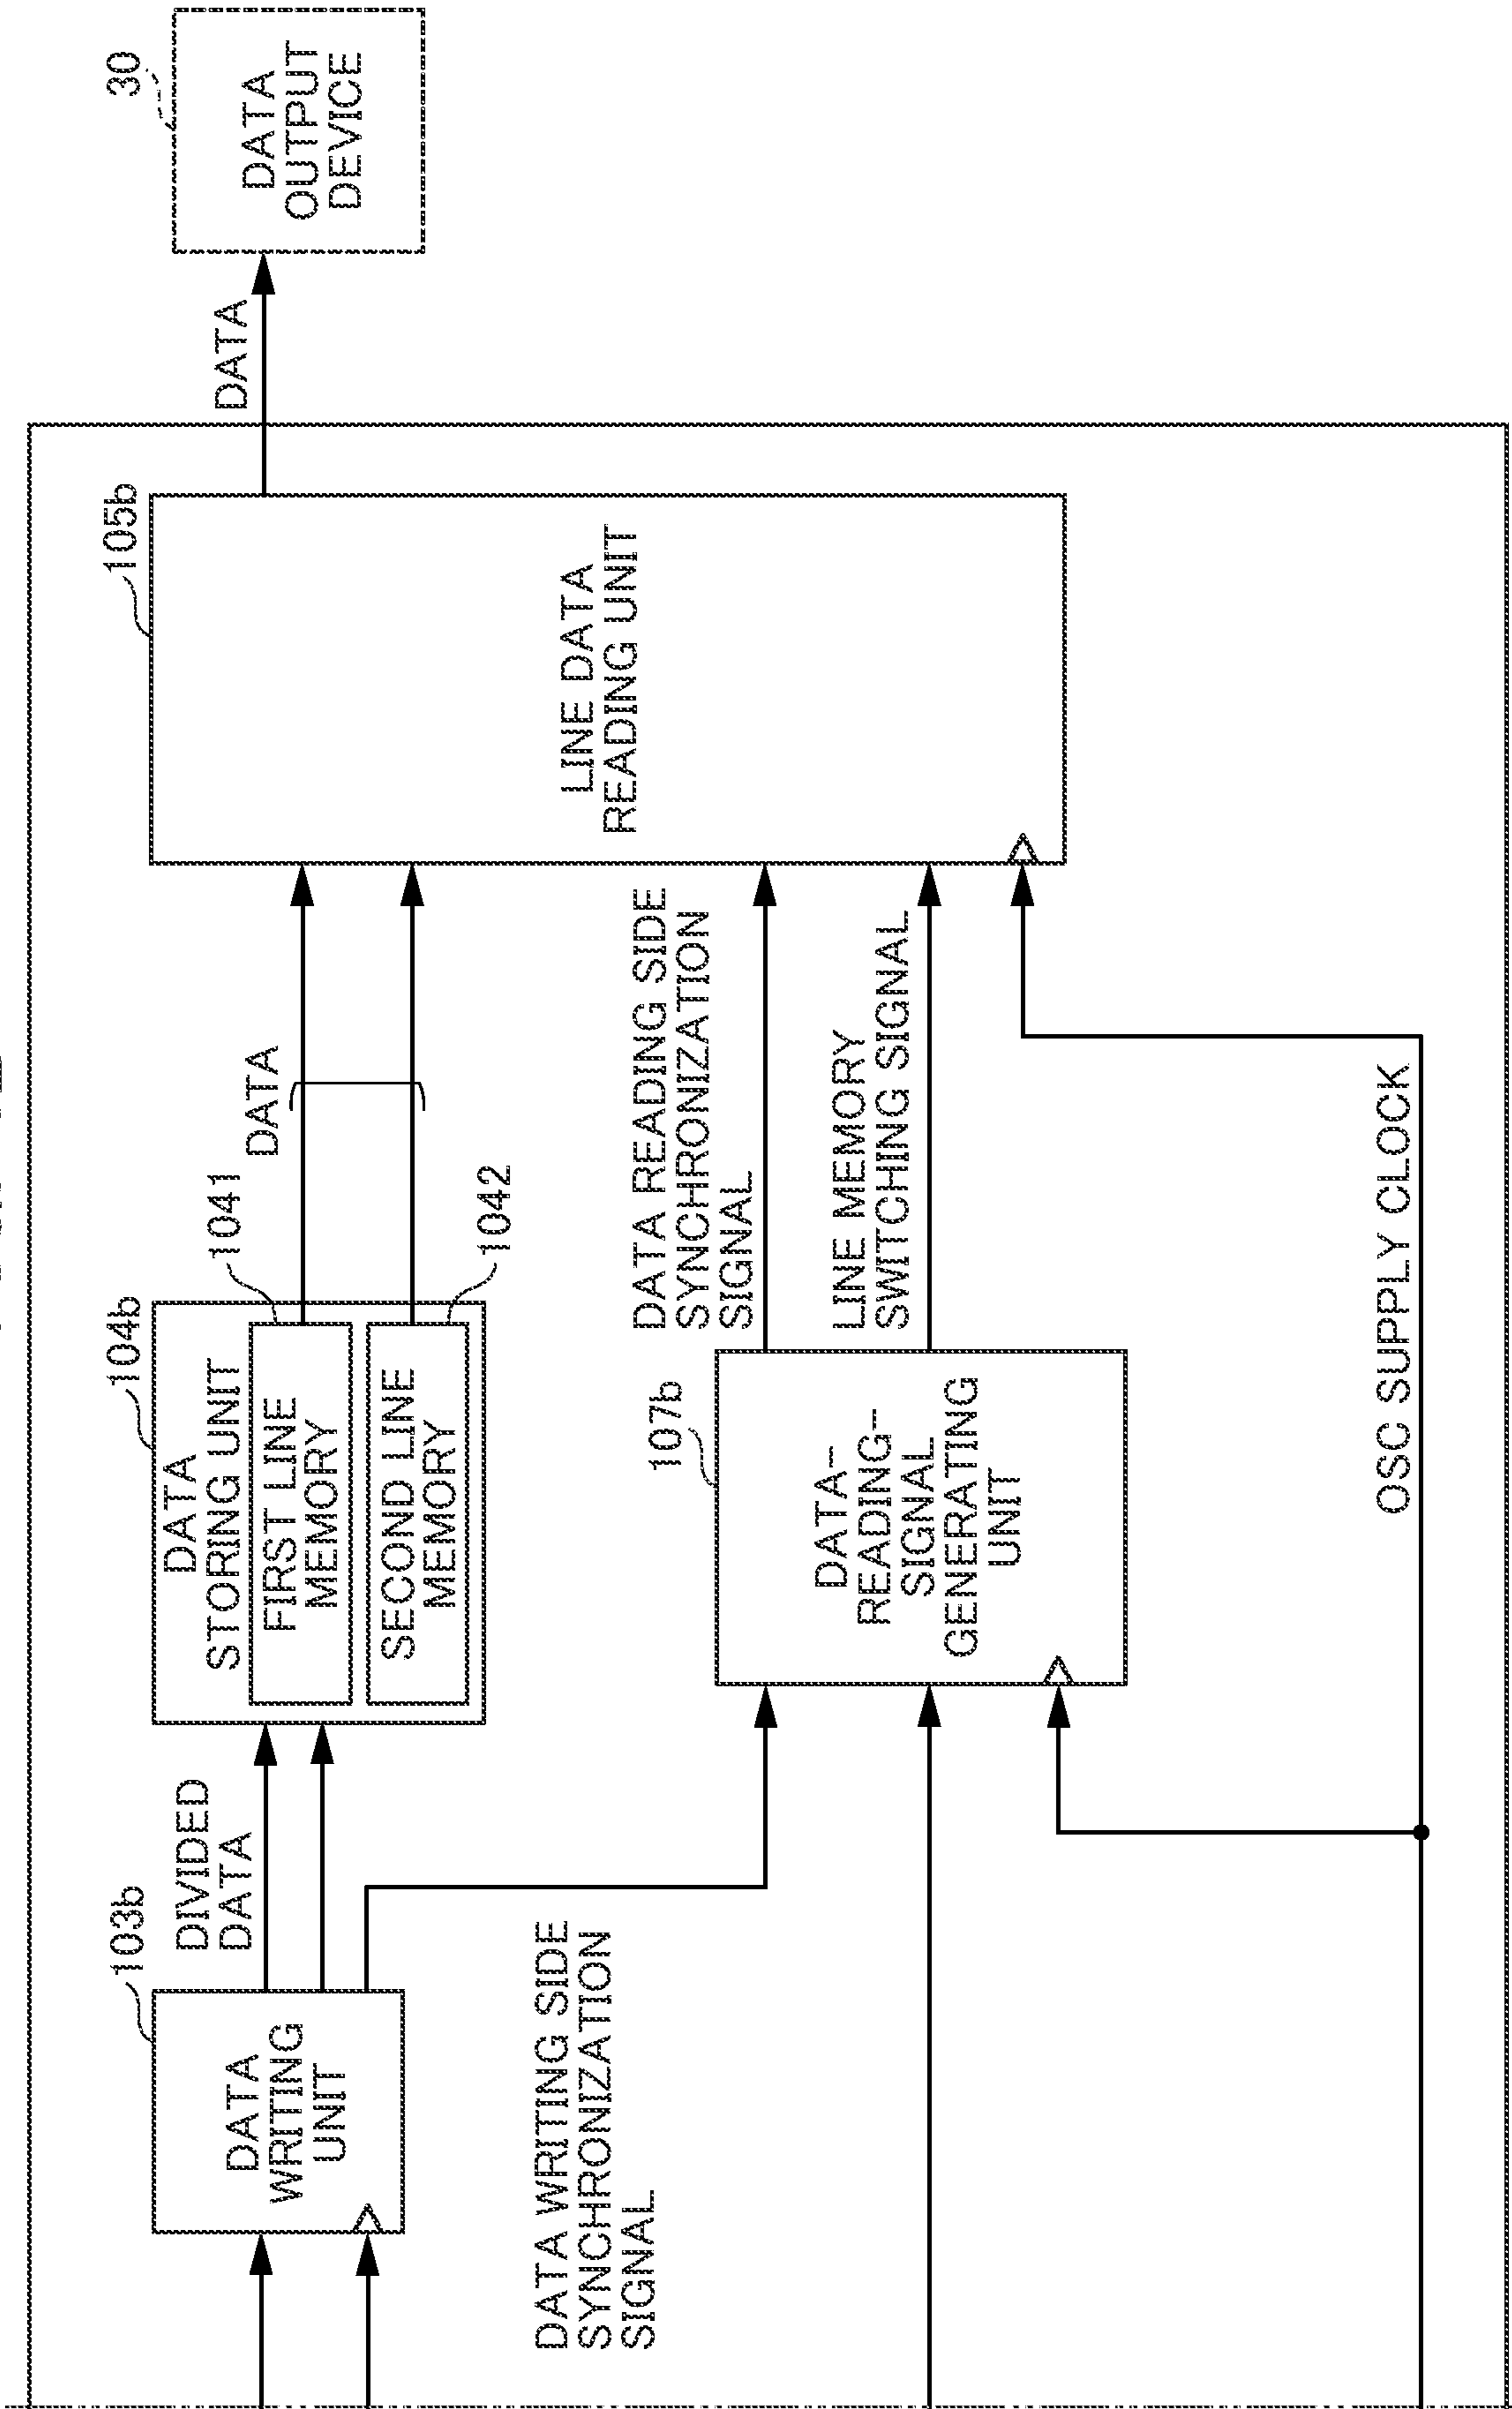 103b
DATA
WRITING
UNIT
DIVIDED
DATA
104b
DATA
STORING UNIT
FIRST LINE
MEMORY
SECOND LINE
MEMORY
1041
1042
DATA
105b
LINE DATA
READING UNIT
DATA
30
DATA
OUTPUT
DEVICE
DATA WRITING SIDE
SYNCHRONIZATION
SIGNAL
107b
DATA-
READING-
SIGNAL
GENERATING
UNIT
DATA READING SIDE
SYNCHRONIZATION
SIGNAL
LINE MEMORY
SWITCHING SIGNAL
OSC SUPPLY CLOCK